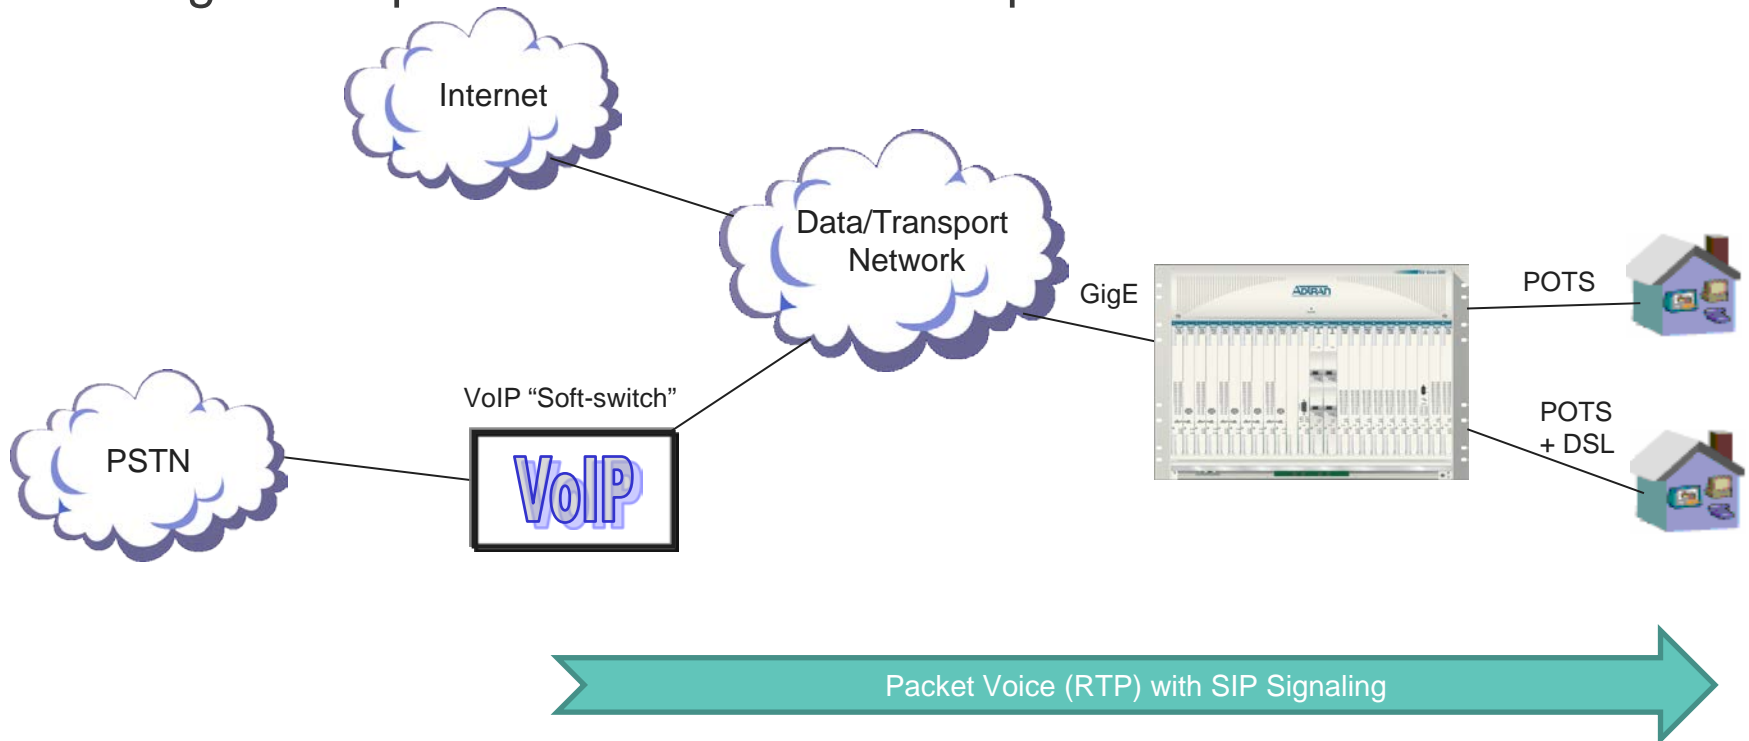 Internet
Data/Transport
Network
GigE
ADTRAN
POTS
VoIP “Soft-switch”
POTS
+ DSL
PSTN
VoIP
Packet Voice (RTP) with SIP Signaling